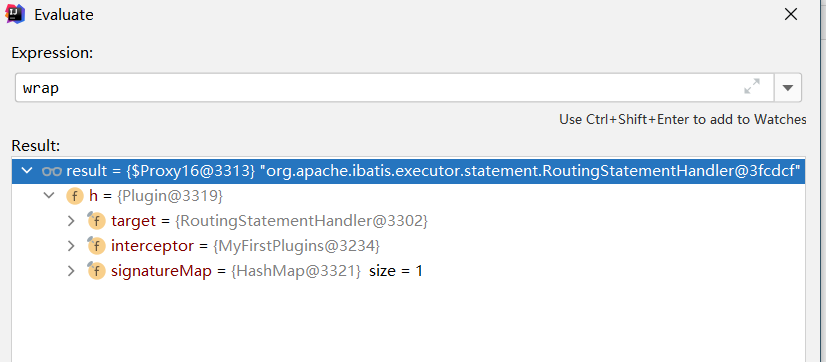 Evaluate
Expression:
wrap
Use Ctrl+Shift+Enter to add to Watches
Result:
result = {$Proxy16@3313} "org.apache.ibatis.executor.statement.RoutingStatementHandler@3fcdcf"
f h = {Plugin@3319}
f target = {RoutingStatementHandler@3302}
f interceptor = {MyFirstPlugins@3234}
f signatureMap = {HashMap@3321} size = 1